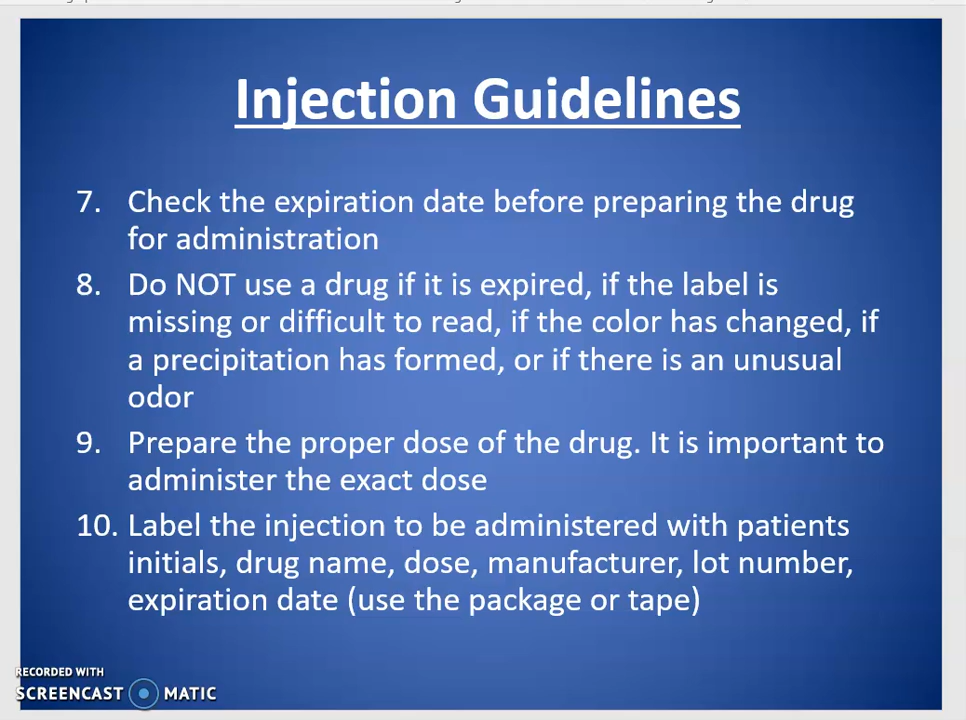 Injection Guidelines
7. Check the expiration date before preparing the drug
for administration
8. Do NOT use a drug if it is expired, if the label is
missing or difficult to read, if the color has changed, if
a precipitation has formed, or if there is an unusual
odor
9. Prepare the proper dose of the drug. It is important to
administer the exact dose
10. Label the injection to be administered with patients
initials, drug name, dose, manufacturer, lot number,
expiration date (use the package or tape)
RECORDED WITH
SCREENCAST MATIC